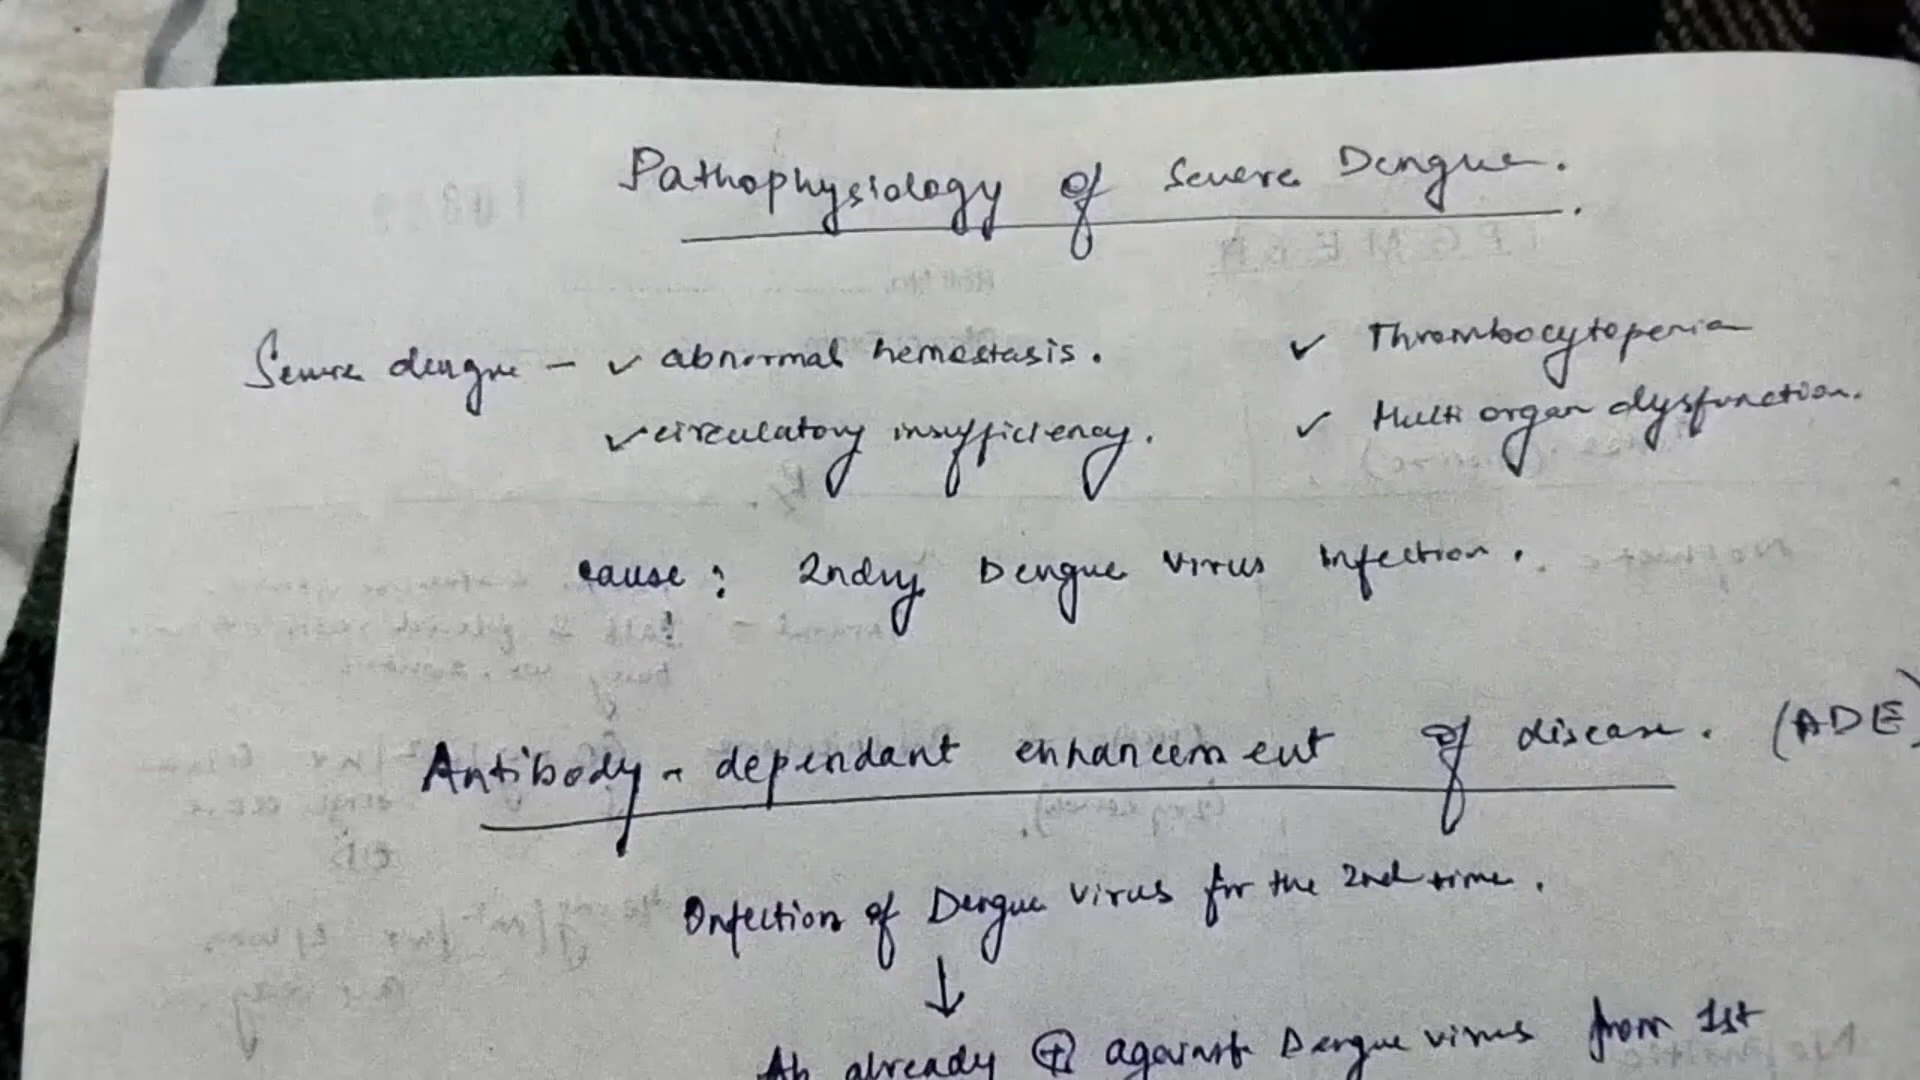 Pathophysiology of Severe Dengue.
Severe dengue - ✓ abnormal hemostasis. ✓ Thrombocytopenia
✓ circulatory insufficiency. ✓ Multi organ dysfunction.
cause : 2ndry Dengue virus infection.
Antibody - dependant enhancement of disease. (ADE)
Infection of Dengue virus for the 2nd time.
↓
Ab already ⊕ against Dengue virus from 1st